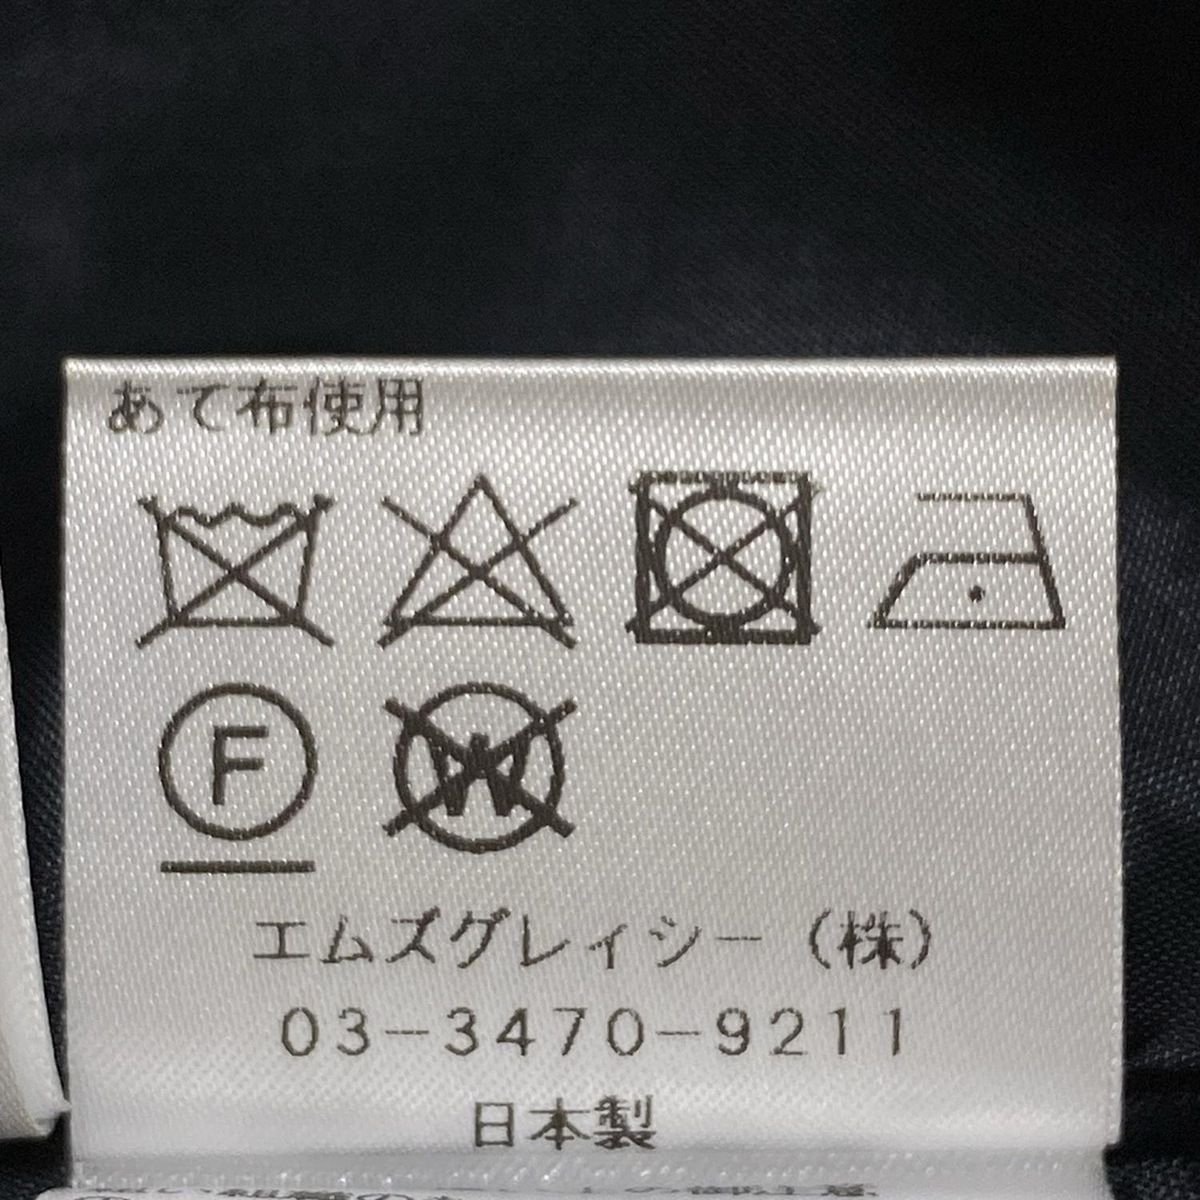 あて布使用
F
W
エムズグレィシー(株)
03-3470-9211
日本製